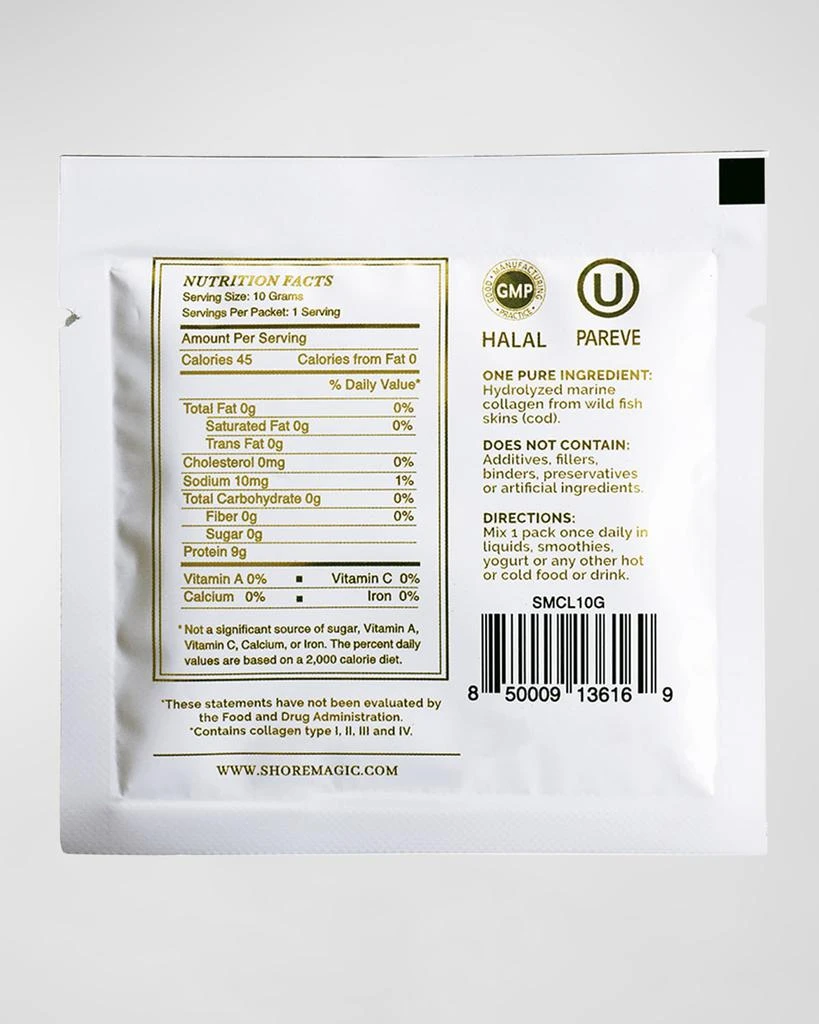 NUTRITION FACTS
Serving Size: 10 Grams
Servings Per Packet: 1 Serving
Amount Per Serving
Calories 45 Calories from Fat 0
% Daily Value*
Total Fat 0g 0%
Saturated Fat 0g 0%
Trans Fat 0g
Cholesterol 0mg 0%
Sodium 10mg 1%
Total Carbohydrate 0g 0%
Fiber 0g 0%
Sugar 0g
Protein 9g
Vitamin A 0% ■ Vitamin C 0%
Calcium 0% ■ Iron 0%
*Not a significant source of sugar, Vitamin A,
Vitamin C, Calcium, or Iron. The percent daily
values are based on a 2,000 calorie diet.
*These statements have not been evaluated by
the Food and Drug Administration.
*Contains collagen type I, II, III and IV.
WWW.SHOREMAGIC.COM
GOOD • MANUFACTURING • PRACTICE •
GMP
U
HALAL PAREVE
ONE PURE INGREDIENT:
Hydrolyzed marine
collagen from wild fish
skins (cod).
DOES NOT CONTAIN:
Additives, fillers,
binders, preservatives
or artificial ingredients.
DIRECTIONS:
Mix 1 pack once daily in
liquids, smoothies,
yogurt or any other hot
or cold food or drink.
SMCL10G
8 50009 13616 9